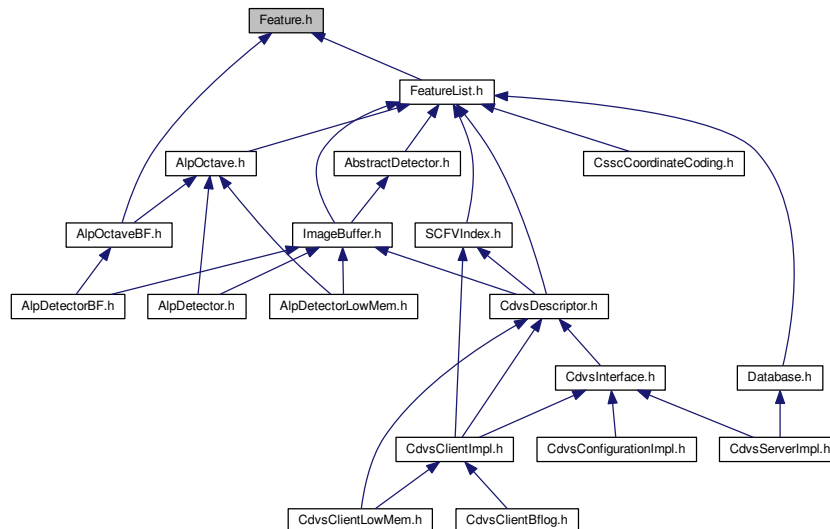 Feature.h
FeatureList.h
AlpOctave.h
AbstractDetector.h
CsscCoordinateCoding.h
AlpOctaveBF.h
ImageBuffer.h
SCFVIndex.h
AlpDetectorBF.h
AlpDetector.h
AlpDetectorLowMem.h
CdvsDescriptor.h
CdvsInterface.h
Database.h
CdvsClientImpl.h
CdvsConfigurationImpl.h
CdvsServerImpl.h
CdvsClientLowMem.h
CdvsClientBflog.h